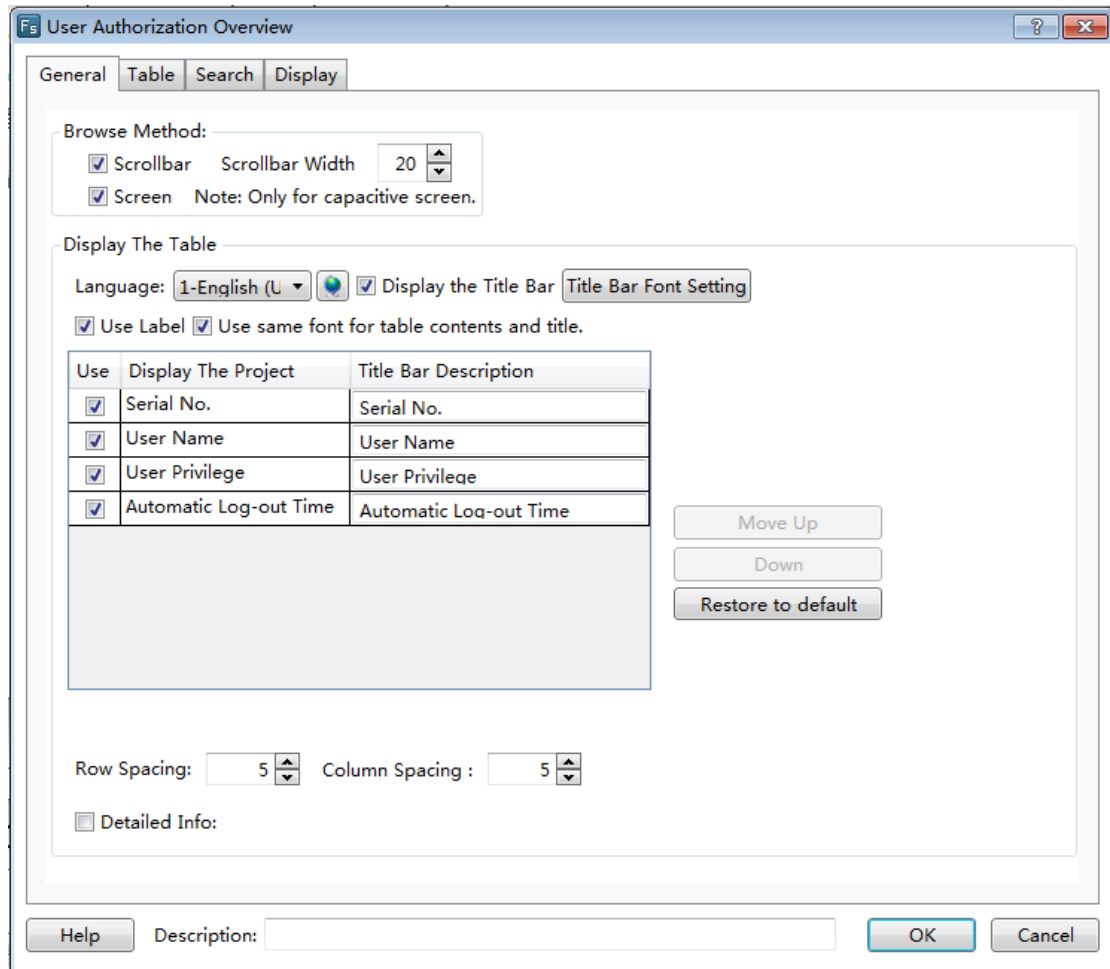 Fs User Authorization Overview ?
General Table Search Display
Browse Method:
Scrollbar Scrollbar Width 20
Screen Note: Only for capacitive screen.
Display The Table
Language: 1-English (U Display the Title Bar Title Bar Font Setting
Use Label Use same font for table contents and title.
Use Display The Project Title Bar Description
Serial No. Serial No.
User Name User Name
User Privilege User Privilege
Automatic Log-out Time Automatic Log-out Time
Move Up
Down
Restore to default
Row Spacing: 5 Column Spacing : 5
Detailed Info:
Help Description: OK Cancel